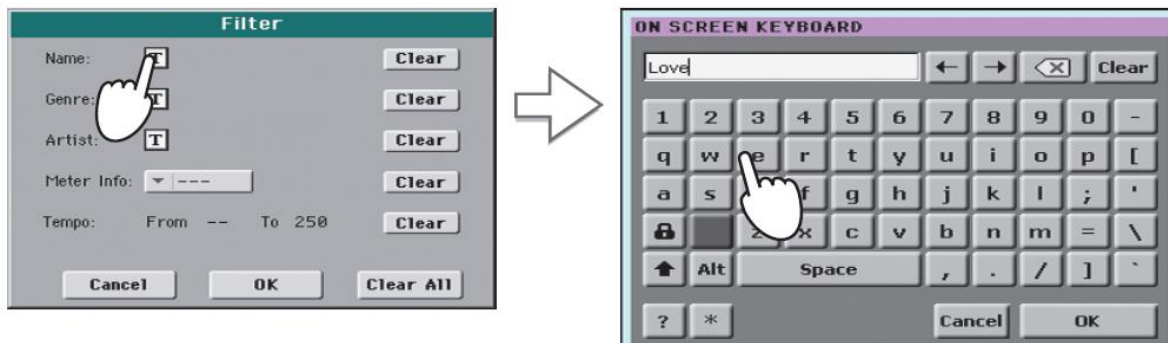 Filter
Name: T Clear
Genre: T Clear
Artist: T Clear
Meter Info: --- Clear
Tempo: From -- To 250 Clear
Cancel OK Clear All
ON SCREEN KEYBOARD
Love ← → Clear
1 2 3 4 5 6 7 8 9 0 -
q w e r t y u i o p [
a s f g h j k l ; '
z x c v b n m = \
Alt Space , . / ] `
? * Cancel OK